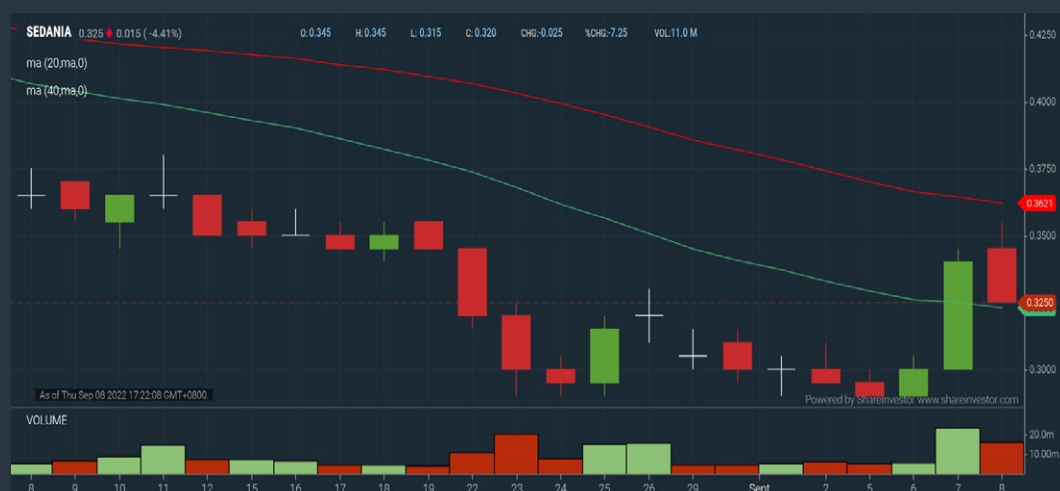 SEDANIA 0.325 0.015 ( -4.41%) O: 0.345 H: 0.345 L: 0.315 C: 0.320 CHG:-0.025 %CHG:-7.25 VOL:11.0 M
ma (20,ma,0)
ma (40,ma,0)
0.4250
0.4000
0.3750
0.3621
0.3500
0.3250
0.3000
As of Thu Sep 08 2022 17:22:08 GMT+0800.
Powered by ShareInvestor www.shareinvestor.com
VOLUME
20.0m
10.00m
8 9 10 11 12 15 16 17 18 19 22 23 24 25 26 29 Sept 2 5 6 7 8